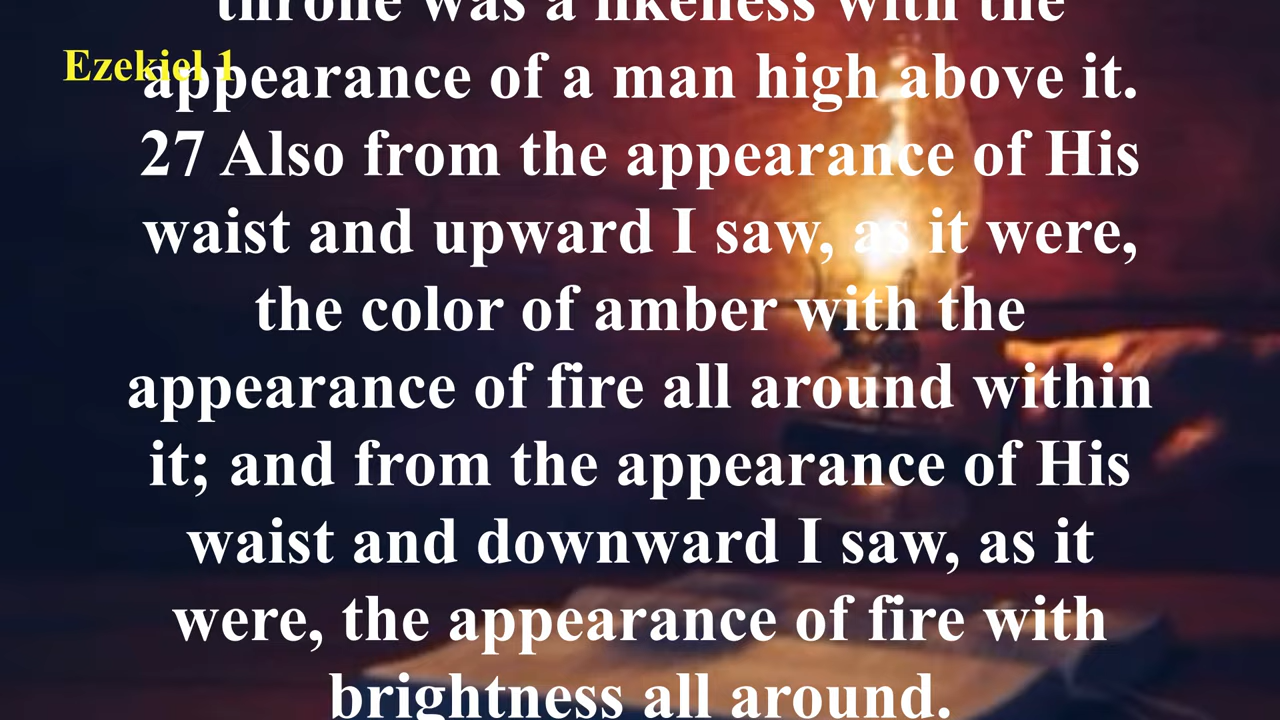 throne was a likeness with the
Ezekiel 1
appearance of a man high above it.
27 Also from the appearance of His
waist and upward I saw, as it were,
the color of amber with the
appearance of fire all around within
it; and from the appearance of His
waist and downward I saw, as it
were, the appearance of fire with
brightness all around.